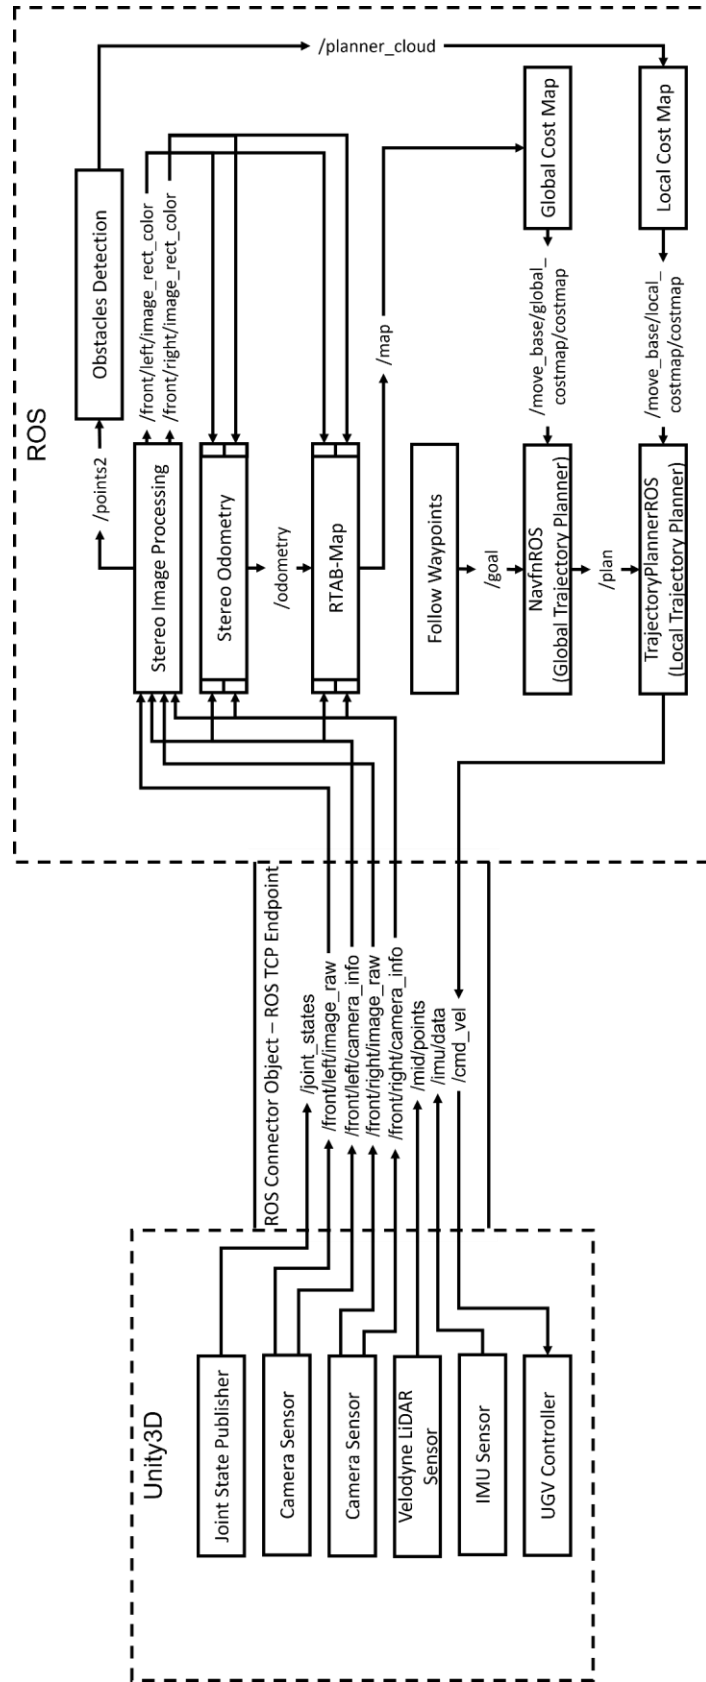 Unity3D
Joint State Publisher
Camera Sensor
Camera Sensor
Velodyne LiDAR
Sensor
IMU Sensor
UGV Controller
ROS Connector Object – ROS TCP Endpoint
/joint_states
/front/left/image_raw
/front/left/camera_info
/front/right/image_raw
/front/right/camera_info
/mid/points
/imu/data
/cmd_vel
ROS
/points2
Obstacles Detection
/planner_cloud
Stereo Image Processing
/front/left/image_rect_color
/front/right/image_rect_color
Stereo Odometry
/odometry
RTAB-Map
/map
Follow Waypoints
/goal
NavfnROS
(Global Trajectory Planner)
/move_base/global_
costmap/costmap
Global Cost Map
/plan
TrajectoryPlannerROS
(Local Trajectory Planner)
/move_base/local_
costmap/costmap
Local Cost Map